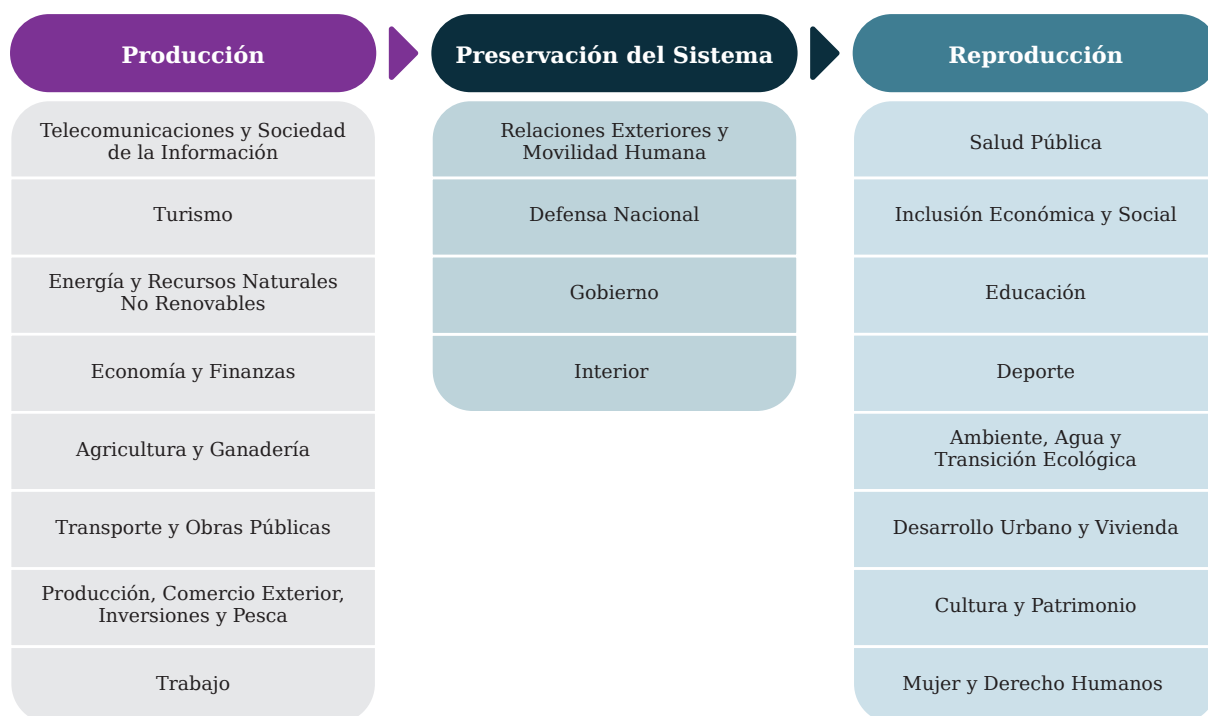 Producción
Telecomunicaciones y Sociedad
de la Información
Turismo
Energía y Recursos Naturales
No Renovables
Economía y Finanzas
Agricultura y Ganadería
Transporte y Obras Públicas
Producción, Comercio Exterior,
Inversiones y Pesca
Trabajo
Preservación del Sistema
Relaciones Exteriores y
Movilidad Humana
Defensa Nacional
Gobierno
Interior
Reproducción
Salud Pública
Inclusión Económica y Social
Educación
Deporte
Ambiente, Agua y
Transición Ecológica
Desarrollo Urbano y Vivienda
Cultura y Patrimonio
Mujer y Derecho Humanos